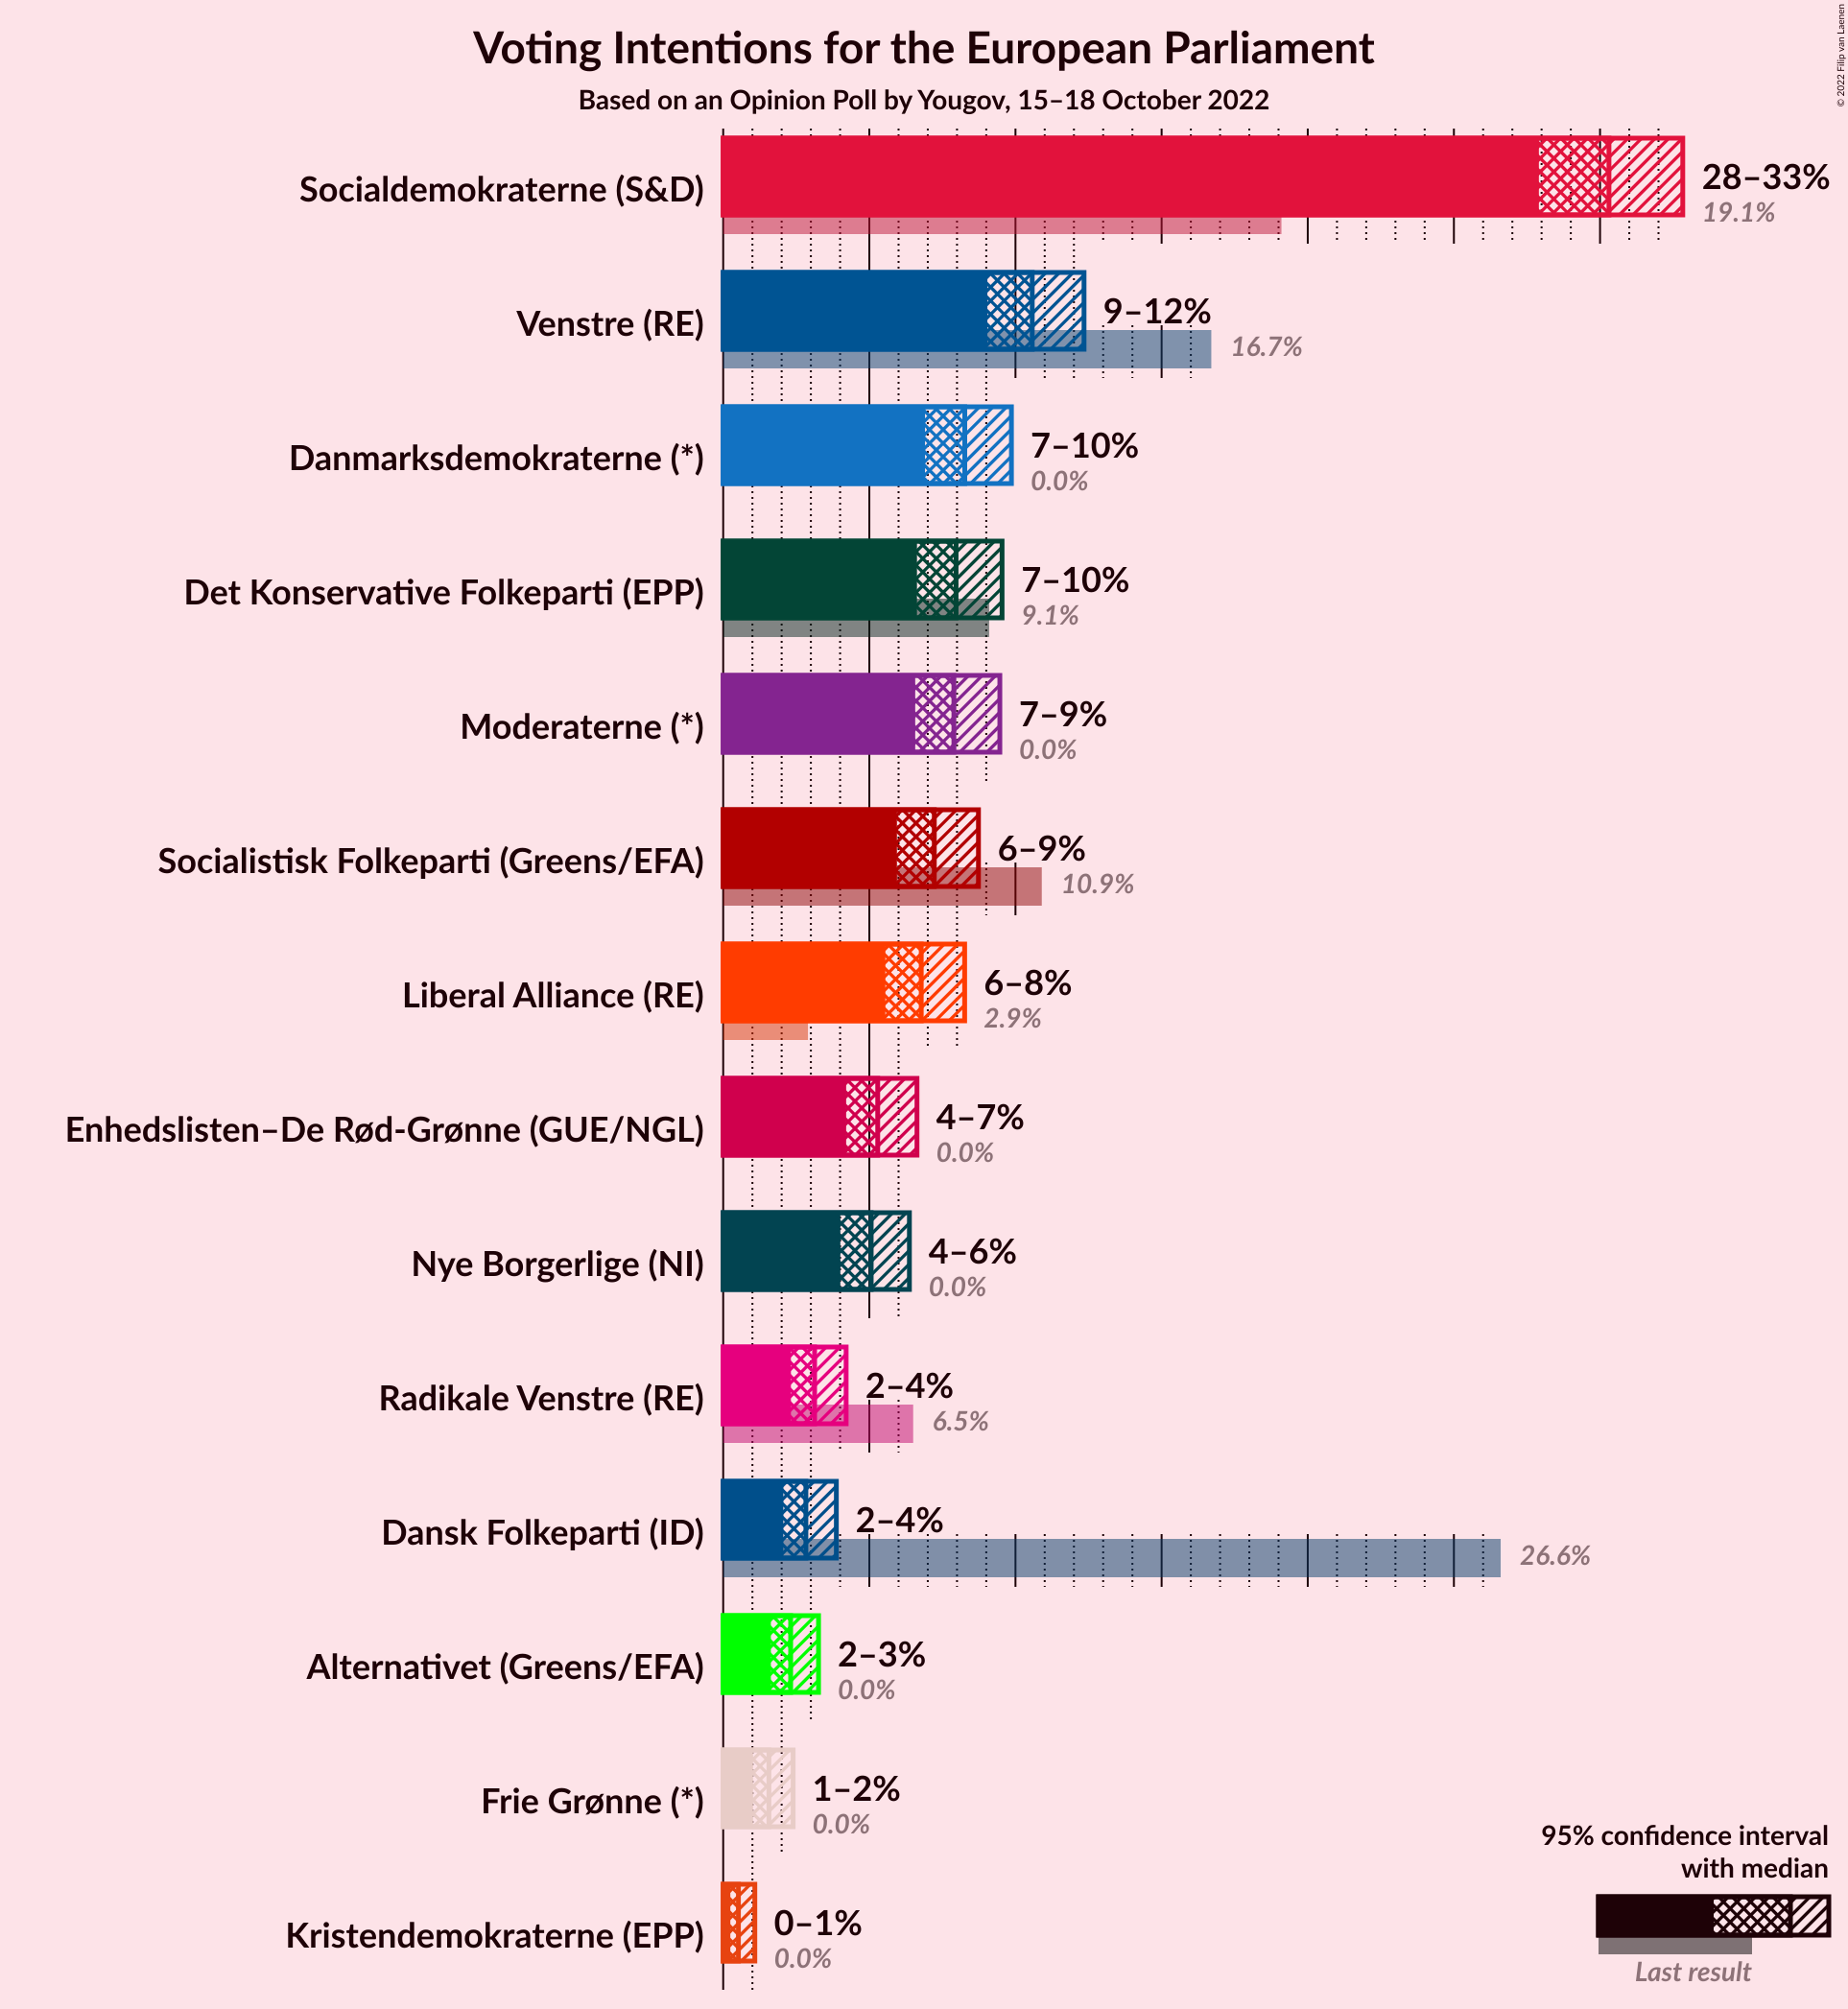 © 2022 Filip van Laenen
Voting Intentions for the European Parliament
Based on an Opinion Poll by Yougov, 15–18 October 2022
Socialdemokraterne (S&D)
28–33%
19.1%
Venstre (RE)
9–12%
16.7%
Danmarksdemokraterne (*)
7–10%
0.0%
Det Konservative Folkeparti (EPP)
7–10%
9.1%
Moderaterne (*)
7–9%
0.0%
Socialistisk Folkeparti (Greens/EFA)
6–9%
10.9%
Liberal Alliance (RE)
6–8%
2.9%
Enhedslisten–De Rød-Grønne (GUE/NGL)
4–7%
0.0%
Nye Borgerlige (NI)
4–6%
0.0%
Radikale Venstre (RE)
2–4%
6.5%
Dansk Folkeparti (ID)
2–4%
26.6%
Alternativet (Greens/EFA)
2–3%
0.0%
Frie Grønne (*)
1–2%
0.0%
Kristendemokraterne (EPP)
0–1%
0.0%
95% confidence interval
with median
Last result